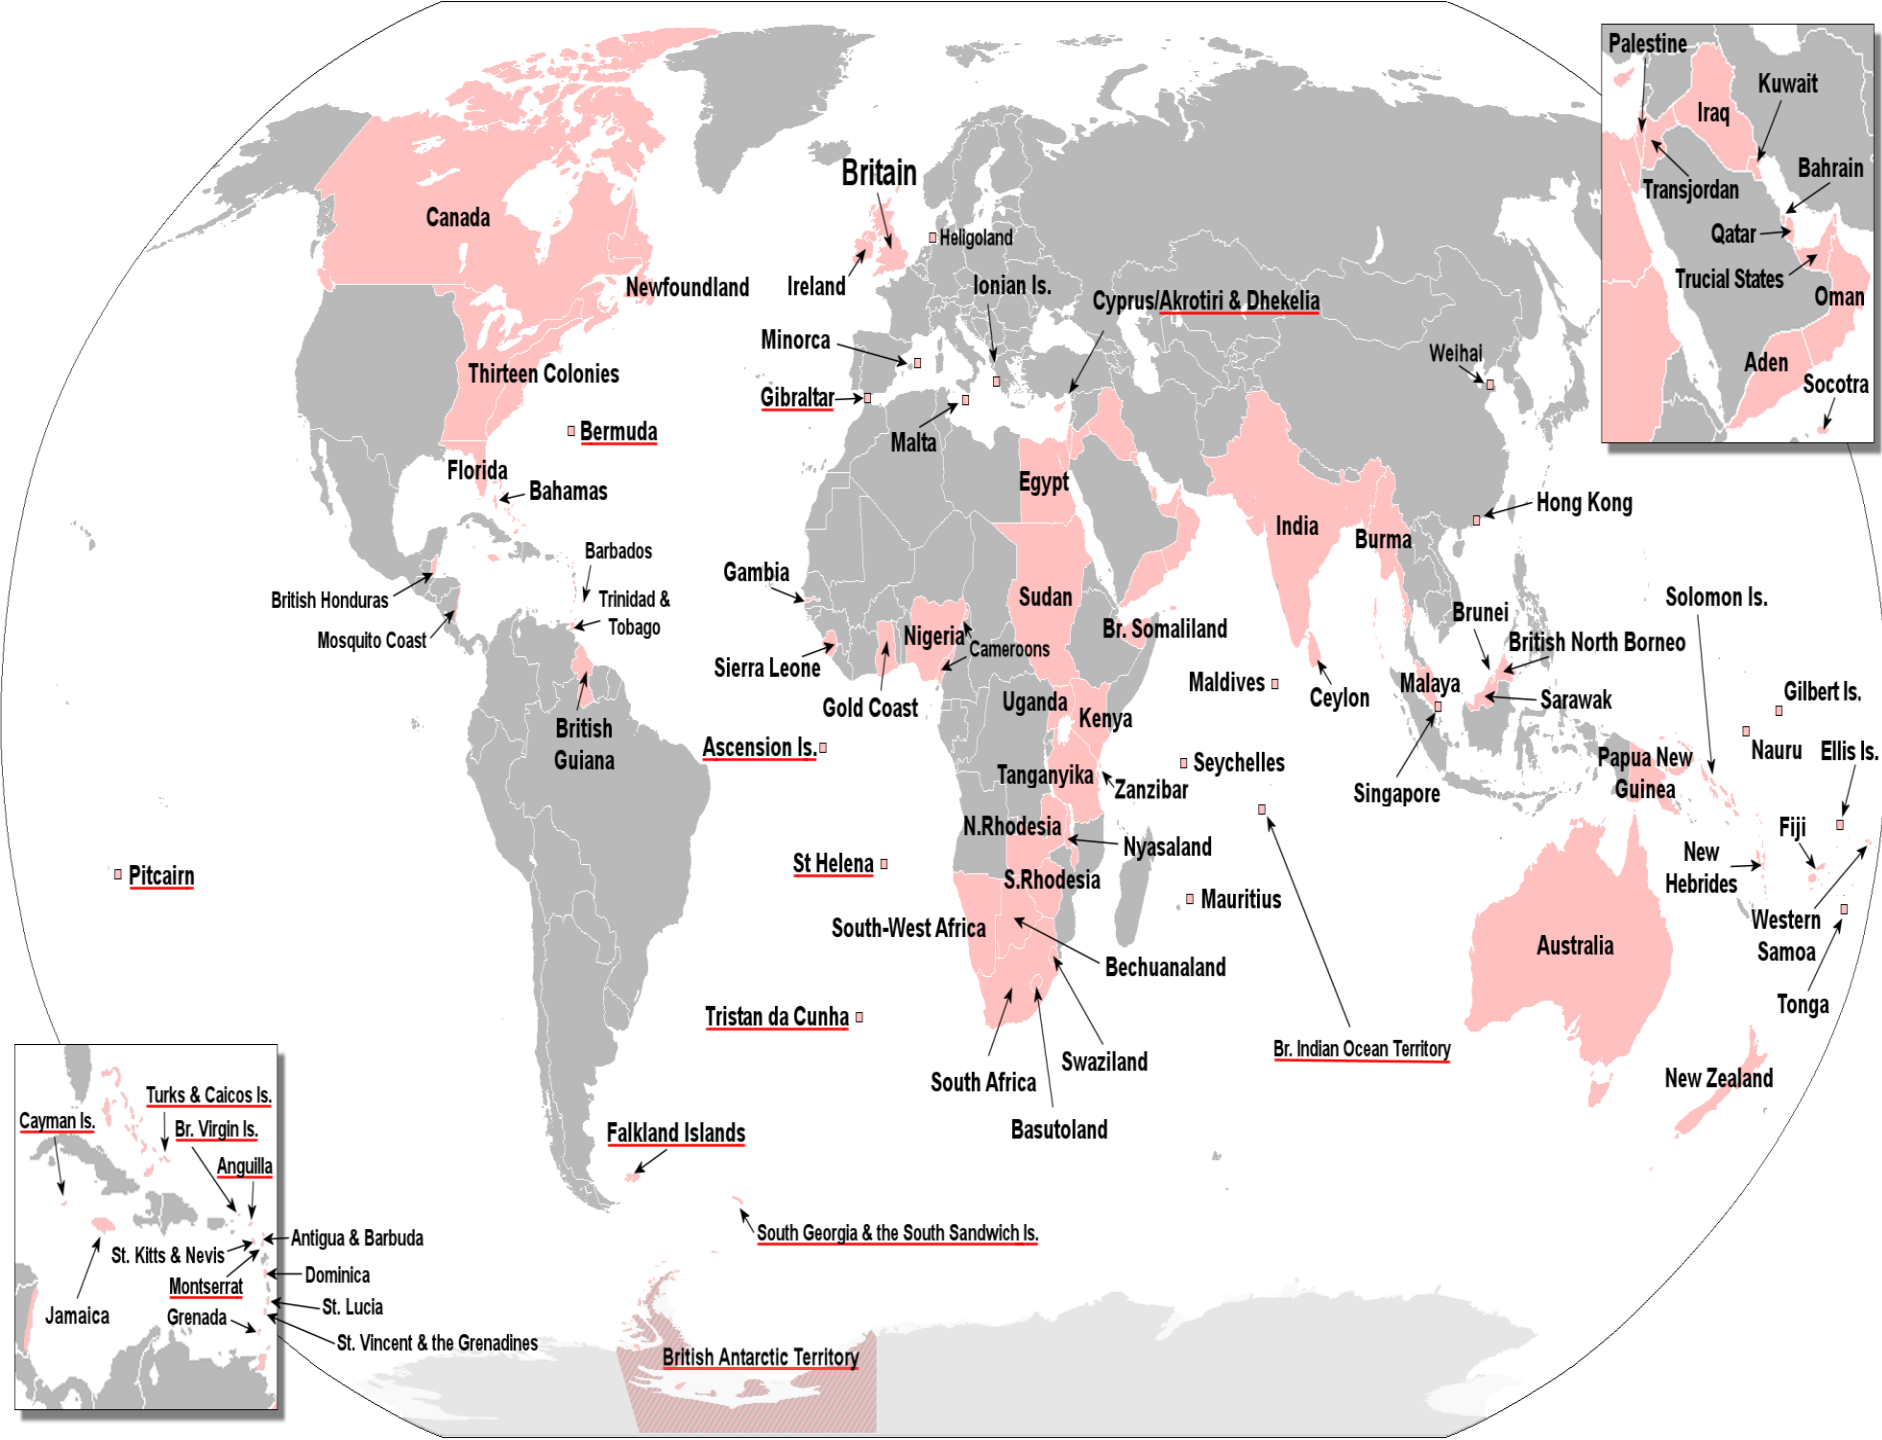 Palestine
Kuwait
Iraq
Bahrain
Transjordan
Qatar
Trucial States
Oman
Aden
Socotra
Canada
Newfoundland
Thirteen Colonies
Bermuda
Florida
Bahamas
Barbados
British Honduras
Trinidad &
Tobago
Mosquito Coast
British
Guiana
Britain
Heligoland
Ireland
Ionian Is.
Cyprus/Akrotiri & Dhekelia
Minorca
Gibraltar
Malta
Weihai
Egypt
Hong Kong
India
Burma
Gambia
Sudan
Nigeria
Br. Somaliland
Cameroons
Sierra Leone
Gold Coast
Uganda
Kenya
Maldives
Ceylon
Brunei
British North Borneo
Malaya
Sarawak
Singapore
Solomon Is.
Gilbert Is.
Nauru
Ellis Is.
Papua New
Guinea
Ascension Is.
Seychelles
Tanganyika
Zanzibar
N.Rhodesia
Nyasaland
Fiji
New
Hebrides
Western
Samoa
Tonga
Pitcairn
St Helena
S.Rhodesia
Mauritius
South-West Africa
Bechuanaland
Australia
Tristan da Cunha
Swaziland
South Africa
Basutoland
Br. Indian Ocean Territory
New Zealand
Falkland Islands
South Georgia & the South Sandwich Is.
British Antarctic Territory
Turks & Caicos Is.
Cayman Is.
Br. Virgin Is.
Anguilla
Antigua & Barbuda
St. Kitts & Nevis
Montserrat
Dominica
St. Lucia
Jamaica
Grenada
St. Vincent & the Grenadines